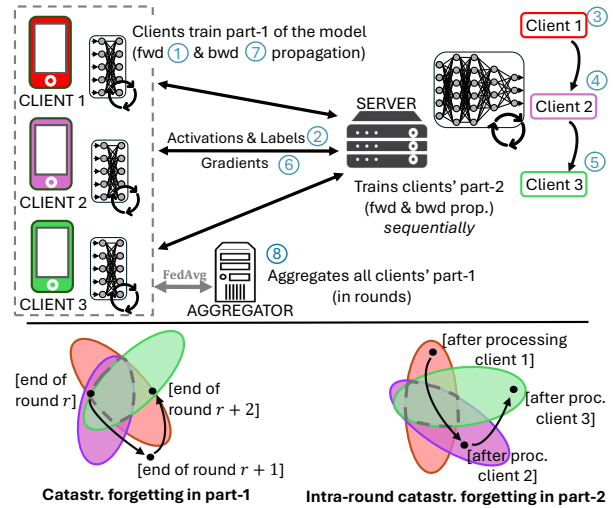 Clients train part-1 of the model
(fwd ① & bwd ⑦ propagation)
CLIENT 1
CLIENT 2
CLIENT 3
Activations & Labels ②
Gradients ⑥
SERVER
Trains clients' part-2
(fwd & bwd prop.)
sequentially
Client 1 ③
Client 2 ④
Client 3 ⑤
FedAvg
AGGREGATOR
⑧
Aggregates all clients' part-1
(in rounds)
[end of
round r]
[end of
round r + 2]
[end of round r + 1]
Catastr. forgetting in part-1
[after processing
client 1]
[after proc.
client 3]
[after proc.
client 2]
Intra-round catastr. forgetting in part-2